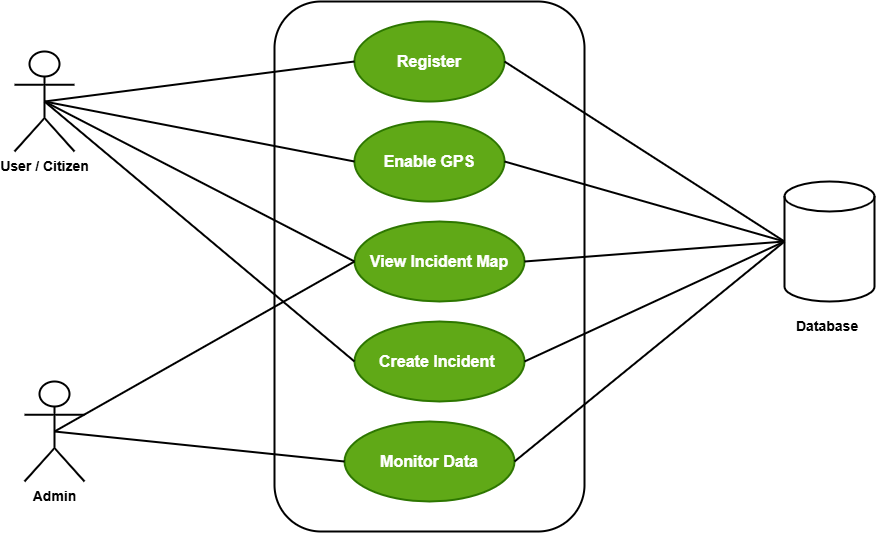 Register
User / Citizen
Enable GPS
View Incident Map
Database
Create Incident
Monitor Data
Admin